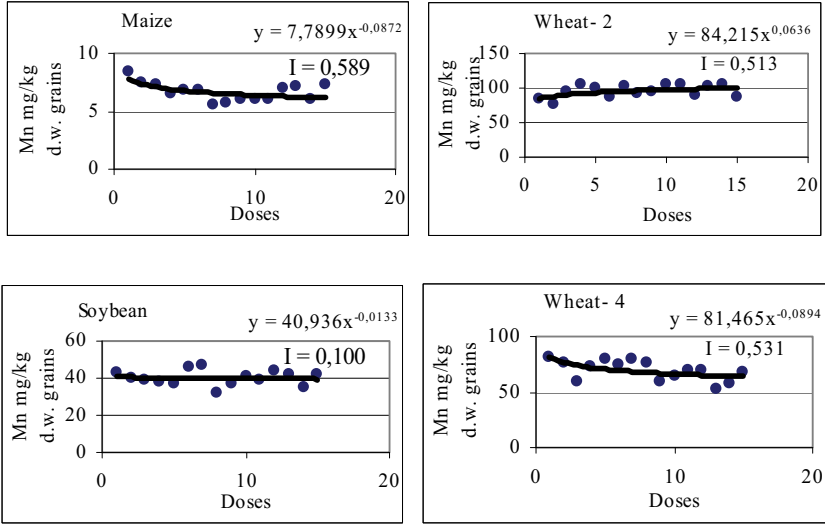 Maize
y = 7,7899x^-0,0872
I = 0,589
Mn mg/kg
d.w. grains
10
5
0
0 10 20
Doses
Wheat- 2
y = 84,215x^0,0636
I = 0,513
Mn mg/kg
d.w. grains
150
100
50
0
0 5 10 15 20
Doses
Soybean
y = 40,936x^-0,0133
I = 0,100
Mn mg/kg
d.w. grains
60
40
20
0
0 10 20
Doses
Wheat- 4
y = 81,465x^-0,0894
I = 0,531
Mn mg/kg
d.w. grains
100
50
0
0 10 20
Doses